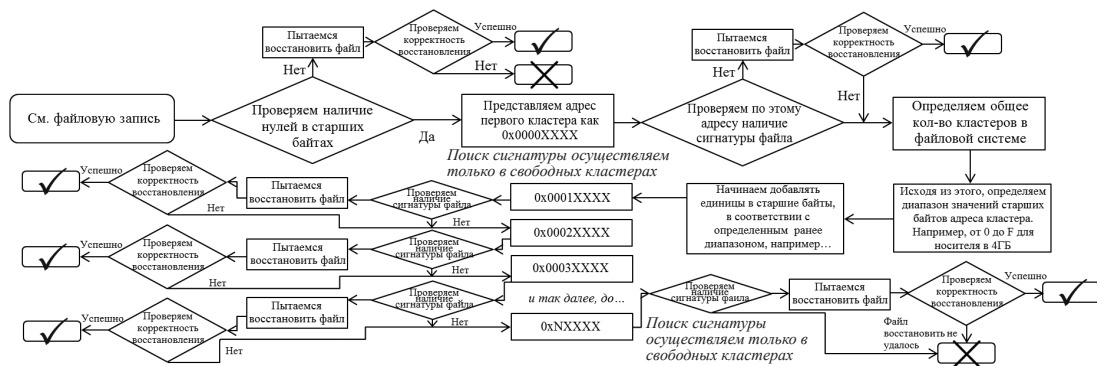 Пытаемся
восстановить файл
Проверяем
корректность
восстановления
Успешно
Нет
Нет
См. файловую запись
Проверяем наличие
нулей в старших
байтах
Да
Представляем адрес
первого кластера как
0x0000XXXX
Проверяем по этому
адресу наличие
сигнатуры файла
Нет
Пытаемся
восстановить файл
Проверяем
корректность
восстановления
Успешно
Нет
Определяем общее
кол-во кластеров в
файловой системе
Исходя из этого, определяем
диапазон значений старших
байтов адреса кластера.
Например, от 0 до F для
носителя в 4ГБ
Начинаем добавлять
единицы в старшие байты,
в соответствии с
определенным ранее
диапазоном, например…
Поиск сигнатуры осуществляем
только в свободных кластерах
0x0001XXXX
Проверяем
наличие
сигнатуры файла
Пытаемся
восстановить файл
Проверяем
корректность
восстановления
Успешно
Нет
Нет
0x0002XXXX
Проверяем
наличие
сигнатуры файла
Пытаемся
восстановить файл
Проверяем
корректность
восстановления
Успешно
Нет
Нет
0x0003XXXX
и так далее, до…
Проверяем
наличие
сигнатуры файла
Пытаемся
восстановить файл
Проверяем
корректность
восстановления
Успешно
Нет
Нет
0xNXXXX
Поиск сигнатуры
осуществляем только в
свободных кластерах
Проверяем
наличие
сигнатуры файла
Пытаемся
восстановить файл
Проверяем
корректность
восстановления
Успешно
Файл
восстановить не
удалось